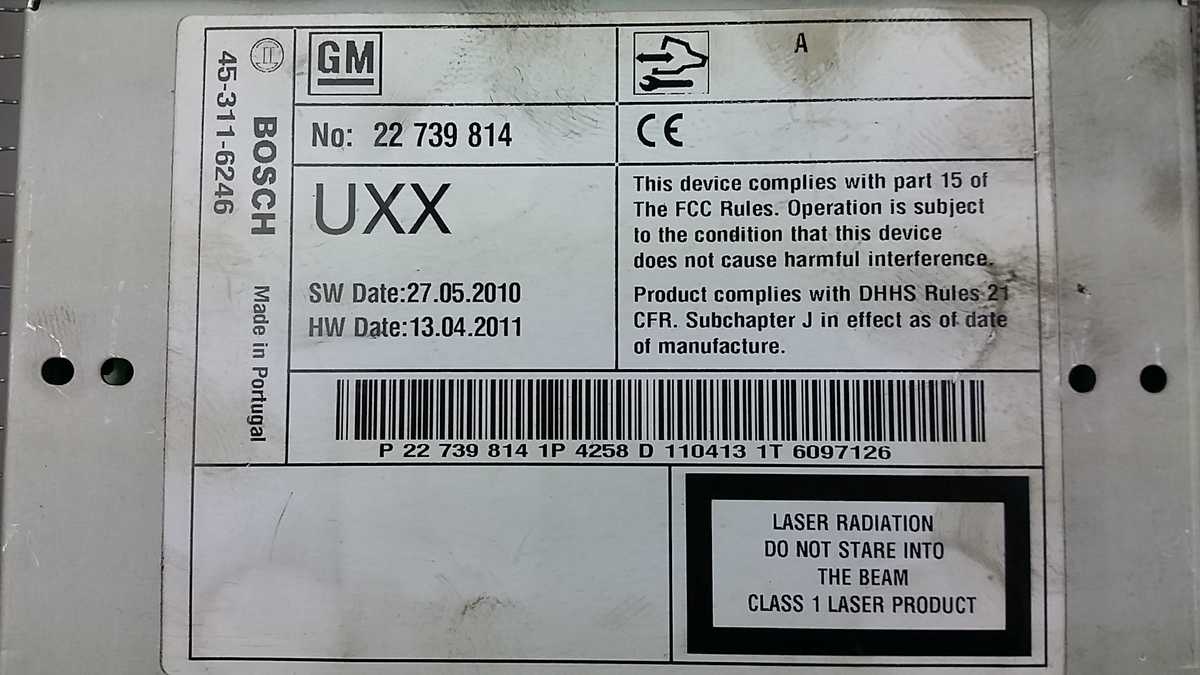 45-311-6246
BOSCH
Made in Portugal
GM
A
No: 22 739 814
CE
UXX
SW Date:27.05.2010
HW Date:13.04.2011
This device complies with part 15 of
The FCC Rules. Operation is subject
to the condition that this device
does not cause harmful interference.
Product complies with DHHS Rules 21
CFR. Subchapter J in effect as of date
of manufacture.
P 22 739 814 1P 4258 D 110413 1T 6097126
LASER RADIATION
DO NOT STARE INTO
THE BEAM
CLASS 1 LASER PRODUCT